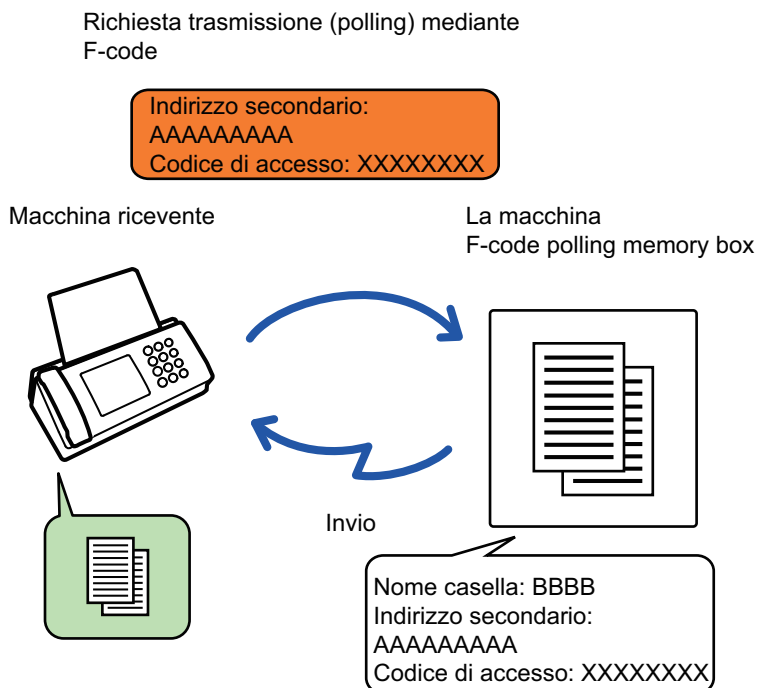 Richiesta trasmissione (polling) mediante
F-code
Indirizzo secondario:
AAAAAAAAA
Codice di accesso: XXXXXXXX
Macchina ricevente
La macchina
F-code polling memory box
Invio
Nome casella: BBBB
Indirizzo secondario:
AAAAAAAAA
Codice di accesso: XXXXXXXX